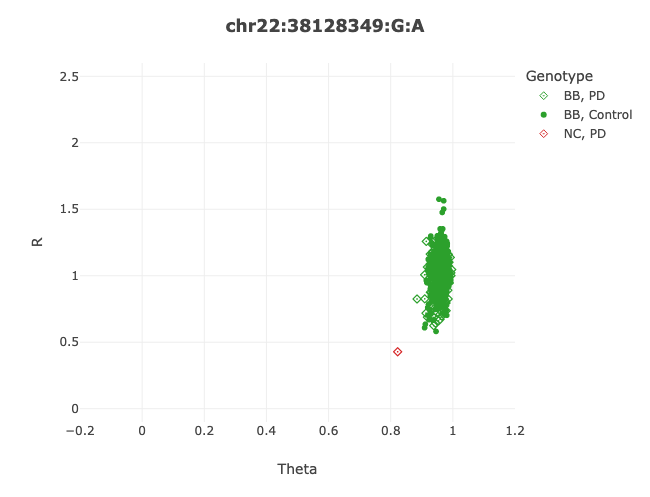 chr22:38128349:G:A
Genotype
BB, PD
BB, Control
NC, PD
2.5
2
1.5
1
0.5
0
R
−0.2
0
0.2
0.4
0.6
0.8
1
1.2
Theta